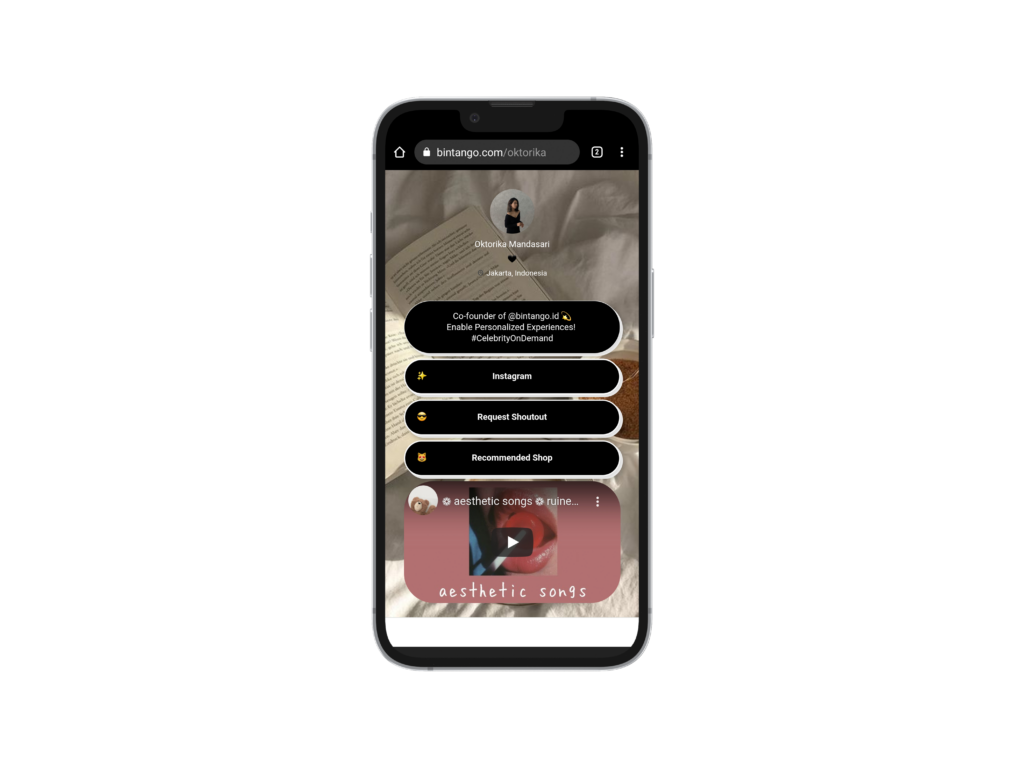 bintango.com/oktorika
2
Oktorika Mandasari
🖤
Jakarta, Indonesia
Co-founder of @bintango.id 💫
Enable Personalized Experiences!
#CelebrityOnDemand
✨ Instagram
😎 Request Shoutout
😺 Recommended Shop
❁ aesthetic songs ❁ ruine...
aesthetic songs